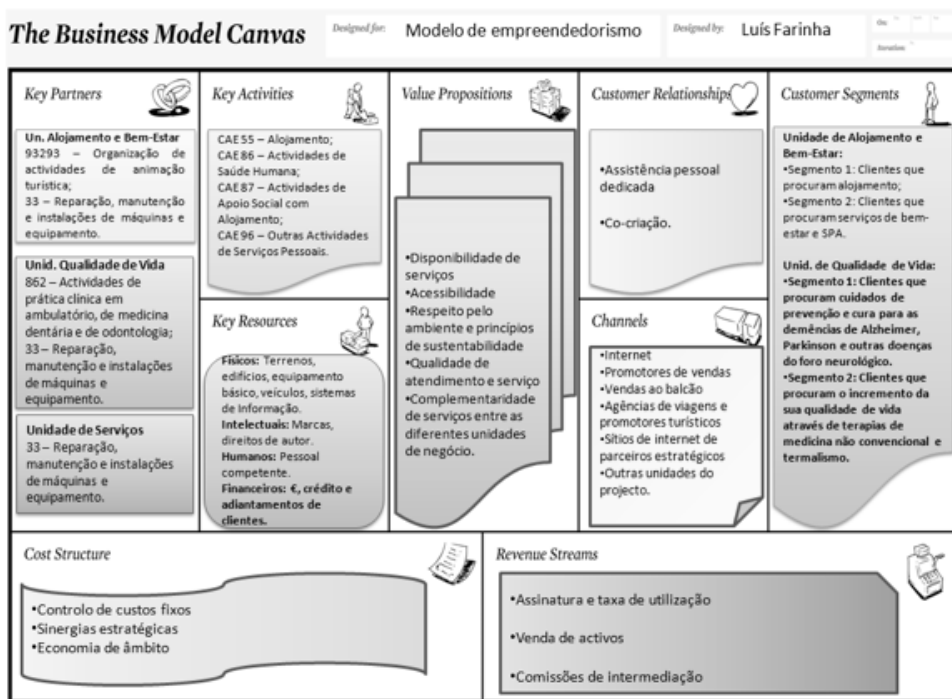 The Business Model Canvas
Designed for:
Modelo de empreendedorismo
Designed by:
Luís Farinha
On:
Iteration:
Key Partners
Un. Alojamento e Bem-Estar
93293 – Organização de
actividades de animação
turística;
33 – Reparação, manutenção
e instalações de máquinas e
equipamento.
Unid. Qualidade de Vida
862 – Actividades de
prática clínica em
ambulatório, de medicina
dentária e de odontologia;
33 – Reparação,
manutenção e instalações
de máquinas e
equipamento.
Unidade de Serviços
33 – Reparação,
manutenção e instalações
de máquinas e
equipamento.
Key Activities
CAE 55 – Alojamento;
CAE 86 – Actividades de
Saúde Humana;
CAE 87 – Actividades de
Apoio Social com
Alojamento;
CAE 96 – Outras Actividades
de Serviços Pessoais.
Key Resources
Físicos: Terrenos,
edifícios, equipamento
básico, veículos, sistemas
de Informação.
Intelectuais: Marcas,
direitos de autor.
Humanos: Pessoal
competente.
Financeiros: €, crédito e
adiantamentos de
clientes.
Value Propositions
•Disponibilidade de
serviços
•Acessibilidade
•Respeito pelo
ambiente e princípios
de sustentabilidade
•Qualidade de
atendimento e serviço
•Complementaridade
de serviços entre as
diferentes unidades
de negócio.
Customer Relationships
•Assistência pessoal
dedicada
•Co-criação.
Channels
•Internet
•Promotores de vendas
•Vendas ao balcão
•Agências de viagens e
promotores turísticos
•Sítios de internet de
parceiros estratégicos
•Outras unidades do
projecto.
Customer Segments
Unidade de Alojamento e
Bem-Estar:
•Segmento 1: Clientes que
procuram alojamento;
•Segmento 2: Clientes que
procuram serviços de bem-
estar e SPA.
Unid. de Qualidade de Vida:
•Segmento 1: Clientes que
procuram cuidados de
prevenção e cura para as
demências de Alzheimer,
Parkinson e outras doenças
do foro neurológico.
•Segmento 2: Clientes que
procuram o incremento da
sua qualidade de vida
através de terapias de
medicina não convencional e
termalismo.
Cost Structure
•Controlo de custos fixos
•Sinergias estratégicas
•Economia de âmbito
Revenue Streams
•Assinatura e taxa de utilização
•Venda de activos
•Comissões de intermediação